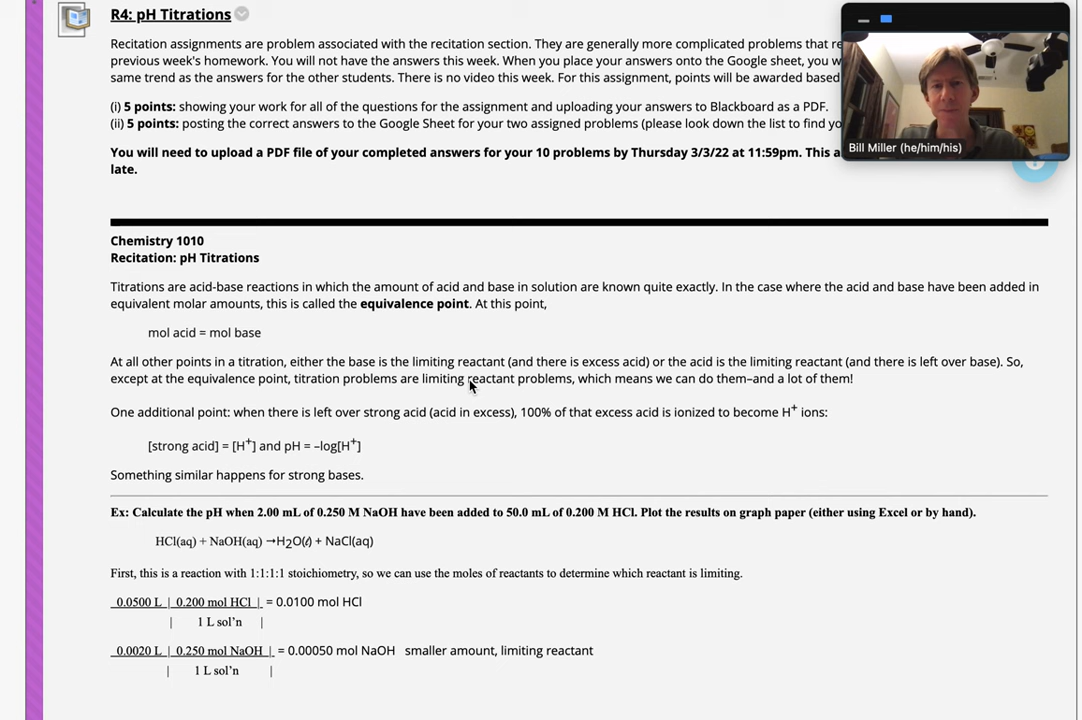 R4: pH Titrations
Recitation assignments are problem associated with the recitation section. They are generally more complicated problems that
previous week's homework. You will not have the answers this week. When you place your answers onto the Google sheet, you
same trend as the answers for the other students. There is no video this week. For this assignment, points will be awarded based
(i) 5 points: showing your work for all of the questions for the assignment and uploading your answers to Blackboard as a PDF.
(ii) 5 points: posting the correct answers to the Google Sheet for your two assigned problems (please look down the list to find
You will need to upload a PDF file of your completed answers for your 10 problems by Thursday 3/3/22 at 11:59pm. This
late.
Bill Miller (he/him/his)
Chemistry 1010
Recitation: pH Titrations
Titrations are acid-base reactions in which the amount of acid and base in solution are known quite exactly. In the case where the acid and base have been added in
equivalent molar amounts, this is called the equivalence point. At this point,
mol acid = mol base
At all other points in a titration, either the base is the limiting reactant (and there is excess acid) or the acid is the limiting reactant (and there is left over base). So,
except at the equivalence point, titration problems are limiting reactant problems, which means we can do them–and a lot of them!
One additional point: when there is left over strong acid (acid in excess), 100% of that excess acid is ionized to become H⁺ ions:
[strong acid] = [H⁺] and pH = –log[H⁺]
Something similar happens for strong bases.
Ex: Calculate the pH when 2.00 mL of 0.250 M NaOH have been added to 50.0 mL of 0.200 M HCl. Plot the results on graph paper (either using Excel or by hand).
HCl(aq) + NaOH(aq) →H₂O(ℓ) + NaCl(aq)
First, this is a reaction with 1:1:1:1 stoichiometry, so we can use the moles of reactants to determine which reactant is limiting.
0.0500 L | 0.200 mol HCl | = 0.0100 mol HCl
| 1 L sol'n |
0.0020 L | 0.250 mol NaOH | = 0.00050 mol NaOH smaller amount, limiting reactant
| 1 L sol'n |